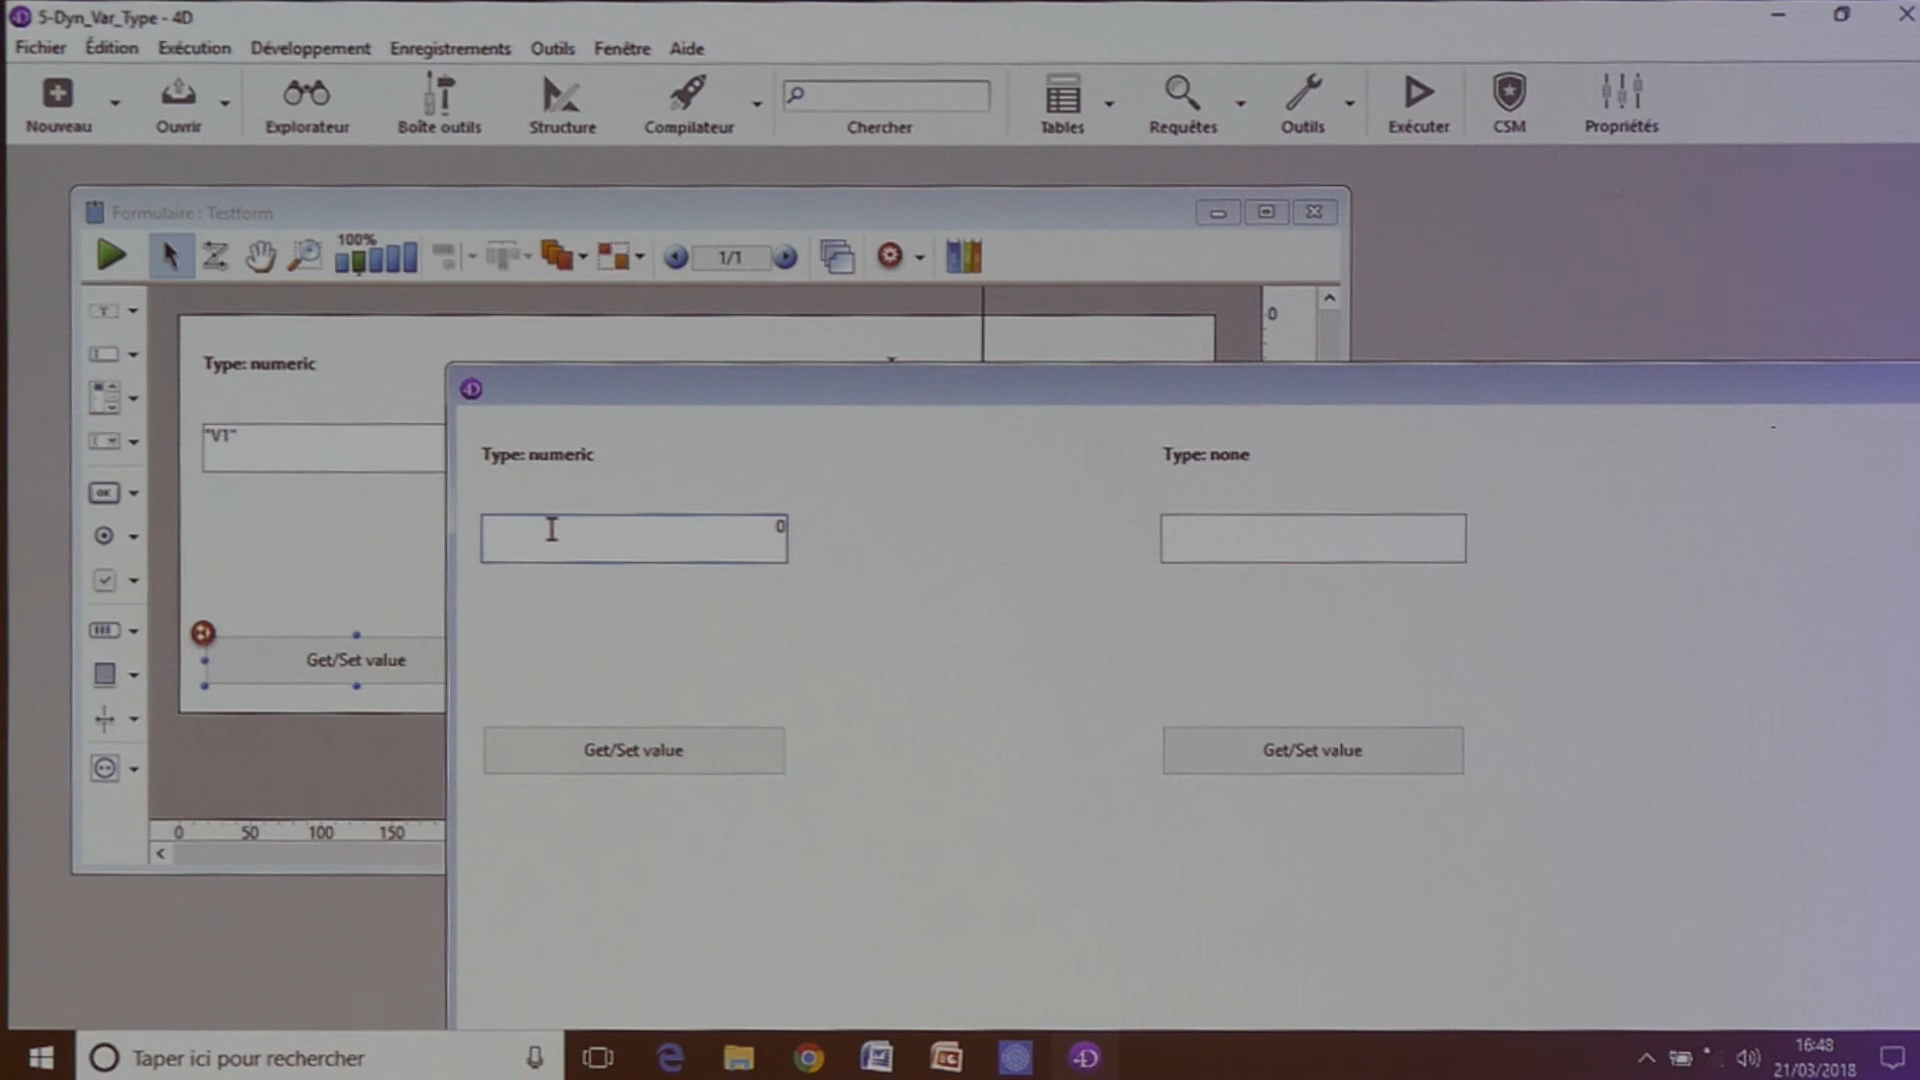 5-Dyn_Var_Type - 4D
Fichier Édition Exécution Développement Enregistrements Outils Fenêtre Aide
Nouveau Ouvrir Explorateur Boîte outils Structure Compilateur Chercher Tables Requêtes Outils Exécuter CSM Propriétés
Formulaire : Testform
100%
1/1
0
Type: numeric
"V1"
Get/Set value
0 50 100 150
4D
Type: numeric Type: none
0
Get/Set value Get/Set value
OK
Taper ici pour rechercher
16:48
21/03/2018